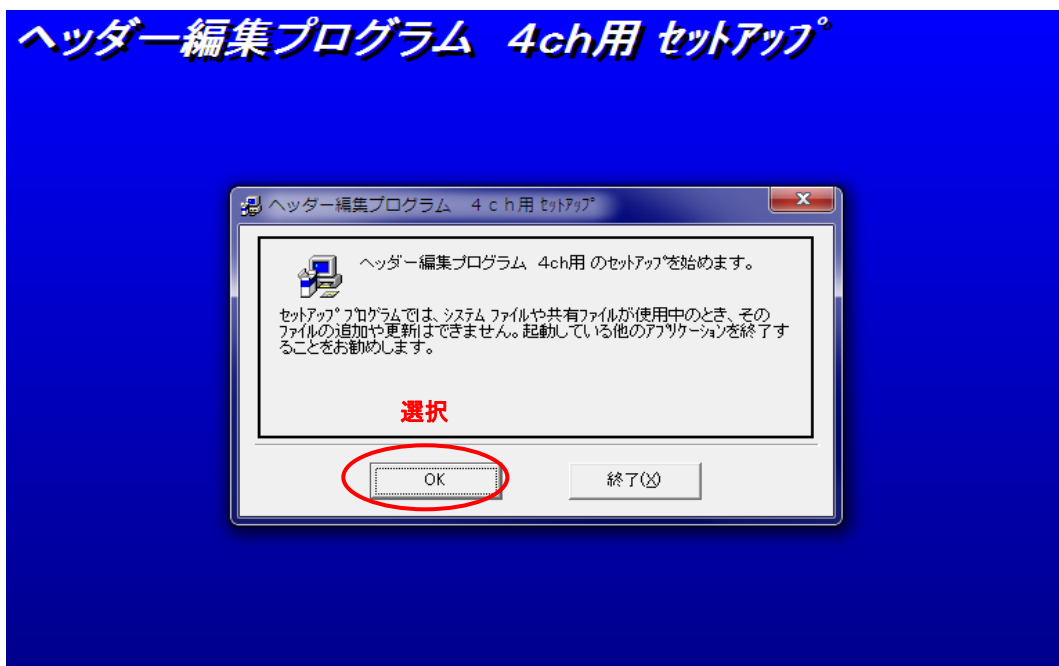 ヘッダー編集プログラム 4ch用 ｾｯﾄｱｯﾌﾟ
ヘッダー編集プログラム ４ｃｈ用 ｾｯﾄｱｯﾌﾟ
ヘッダー編集プログラム 4ch用 のｾｯﾄｱｯﾌﾟを始めます。
ｾｯﾄｱｯﾌﾟ ﾌﾟﾛｸﾞﾗﾑでは、ｼｽﾃﾑ ﾌｧｲﾙや共有ﾌｧｲﾙが使用中のとき、その
ﾌｧｲﾙの追加や更新はできません。起動している他のｱﾌﾟﾘｹｰｼｮﾝを終了す
ることをお勧めします。
選択
OK
終了(X)